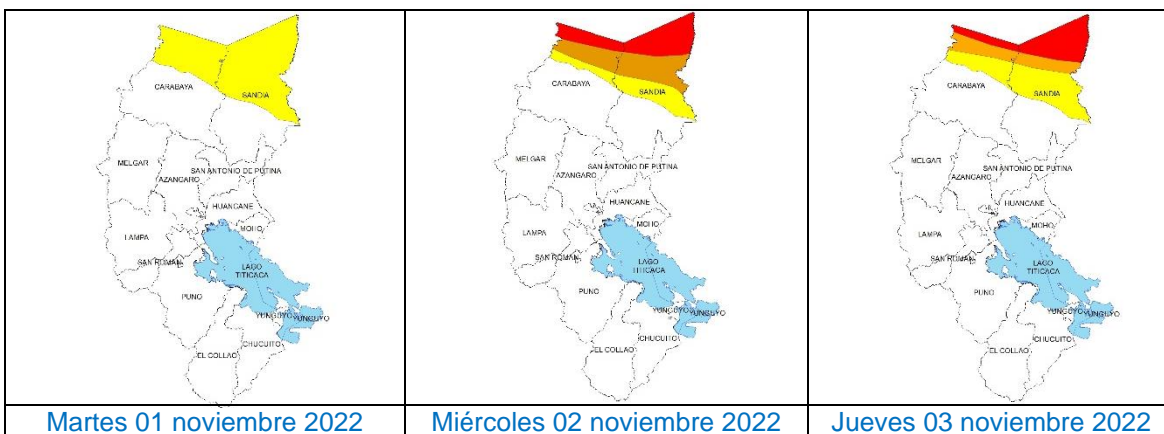 CARABAYA
SANDIA
MELGAR
SAN ANTONIO DE PUTINA
AZANGARO
HUANCANE
MOHO
LAMPA
SAN ROMAN
LAGO
TITICACA
PUNO
YUNGUYO
YUNGUYO
CHUCUITO
EL COLLAO
Martes 01 noviembre 2022
CARABAYA
SANDIA
MELGAR
SAN ANTONIO DE PUTINA
AZANGARO
HUANCANE
MOHO
LAMPA
SAN ROMAN
LAGO
TITICACA
PUNO
YUNGUYO
YUNGUYO
CHUCUITO
EL COLLAO
Miércoles 02 noviembre 2022
CARABAYA
SANDIA
MELGAR
SAN ANTONIO DE PUTINA
AZANGARO
HUANCANE
MOHO
LAMPA
SAN ROMAN
LAGO
TITICACA
PUNO
YUNGUYO
YUNGUYO
CHUCUITO
EL COLLAO
Jueves 03 noviembre 2022